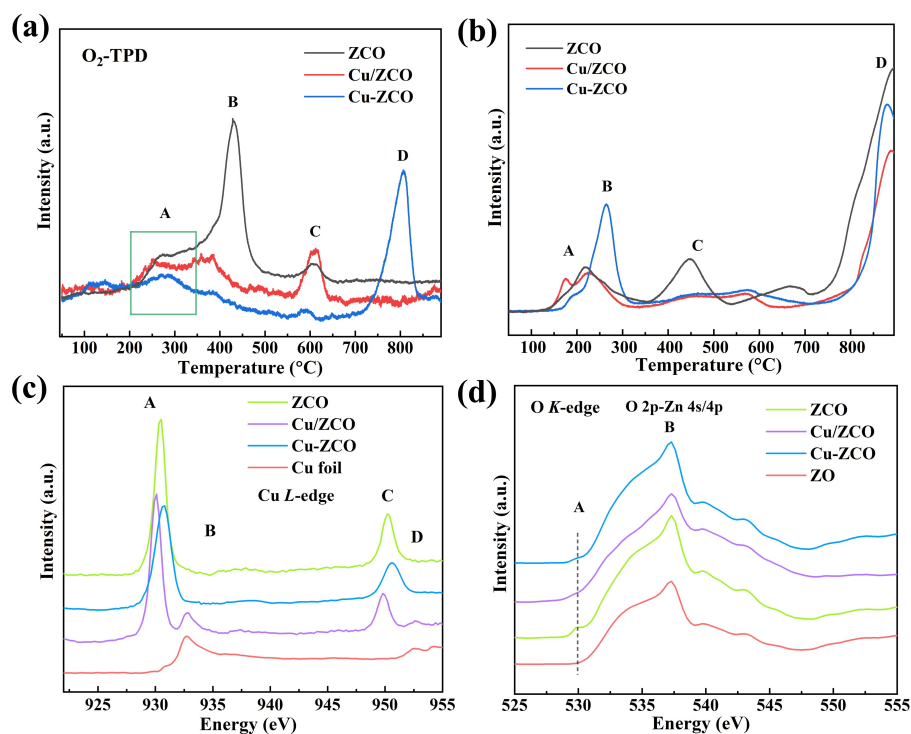 (a)
O₂-TPD
ZCO
Cu/ZCO
Cu-ZCO
A
B
C
D
Intensity (a.u.)
100 200 300 400 500 600 700 800
Temperature (°C)
(b)
ZCO
Cu/ZCO
Cu-ZCO
A
B
C
D
Intensity (a.u.)
100 200 300 400 500 600 700 800
Temperature (°C)
(c)
A
ZCO
Cu/ZCO
Cu-ZCO
Cu foil
Cu L-edge
B
C
D
Intensity (a.u.)
925 930 935 940 945 950 955
Energy (eV)
(d)
O K-edge O 2p-Zn 4s/4p
B
ZCO
Cu/ZCO
Cu-ZCO
ZO
A
Intensity (a.u.)
525 530 535 540 545 550 555
Energy (eV)